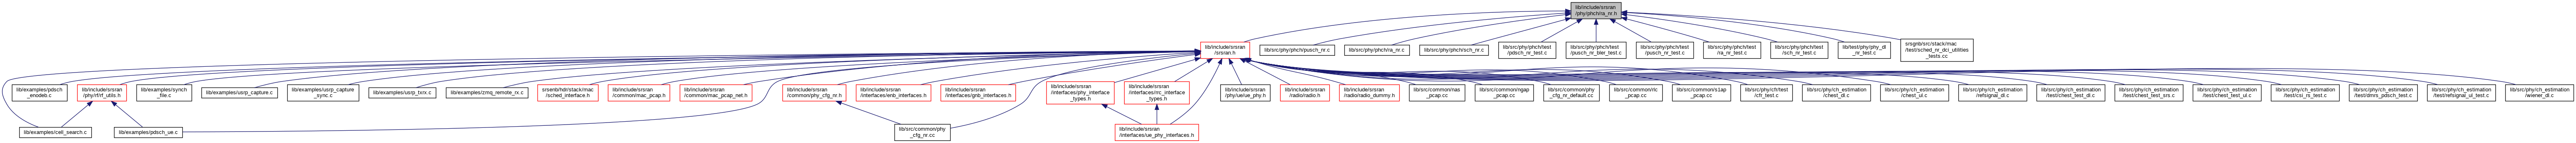 lib/include/srsran
/phy/phch/ra_nr.h
lib/include/srsran
/srsran.h
lib/src/phy/phch/pusch_nr.c
lib/src/phy/phch/ra_nr.c
lib/src/phy/phch/sch_nr.c
lib/src/phy/phch/test
/pdsch_nr_test.c
lib/src/phy/phch/test
/pusch_nr_bler_test.c
lib/src/phy/phch/test
/pusch_nr_test.c
lib/src/phy/phch/test
/ra_nr_test.c
lib/src/phy/phch/test
/sch_nr_test.c
lib/test/phy/phy_dl
_nr_test.c
srsgnb/src/stack/mac
/test/sched_nr_dci_utilities
_tests.cc
lib/examples/pdsch
_enodeb.c
lib/include/srsran
/phy/rf/rf_utils.h
lib/examples/synch
_file.c
lib/examples/usrp_capture.c
lib/examples/usrp_capture
_sync.c
lib/examples/usrp_txrx.c
lib/examples/zmq_remote_rx.c
srsenb/hdr/stack/mac
/sched_interface.h
lib/include/srsran
/common/mac_pcap.h
lib/include/srsran
/common/mac_pcap_net.h
lib/include/srsran
/common/phy_cfg_nr.h
lib/include/srsran
/interfaces/enb_interfaces.h
lib/include/srsran
/interfaces/gnb_interfaces.h
lib/include/srsran
/interfaces/phy_interface
_types.h
lib/include/srsran
/interfaces/rrc_interface
_types.h
lib/include/srsran
/phy/ue/ue_phy.h
lib/include/srsran
/radio/radio.h
lib/include/srsran
/radio/radio_dummy.h
lib/src/common/nas
_pcap.cc
lib/src/common/ngap
_pcap.cc
lib/src/common/phy
_cfg_nr_default.cc
lib/src/common/rlc
_pcap.cc
lib/src/common/s1ap
_pcap.cc
lib/src/phy/ch/test
/ch_test.c
lib/src/phy/ch_estimation
/chest_dl.c
lib/src/phy/ch_estimation
/chest_ul.c
lib/src/phy/ch_estimation
/refsignal_dl.c
lib/src/phy/ch_estimation
/test/chest_test_dl.c
lib/src/phy/ch_estimation
/test/chest_test_srs.c
lib/src/phy/ch_estimation
/test/chest_test_ul.c
lib/src/phy/ch_estimation
/test/csi_rs_test.c
lib/src/phy/ch_estimation
/test/dmrs_pdsch_test.c
lib/src/phy/ch_estimation
/test/refsignal_ul_test.c
lib/src/phy/ch_estimation
/wiener_dl.c
lib/examples/cell_search.c
lib/examples/pdsch_ue.c
lib/src/common/phy
_cfg_nr.cc
lib/include/srsran
/interfaces/ue_phy_interfaces.h